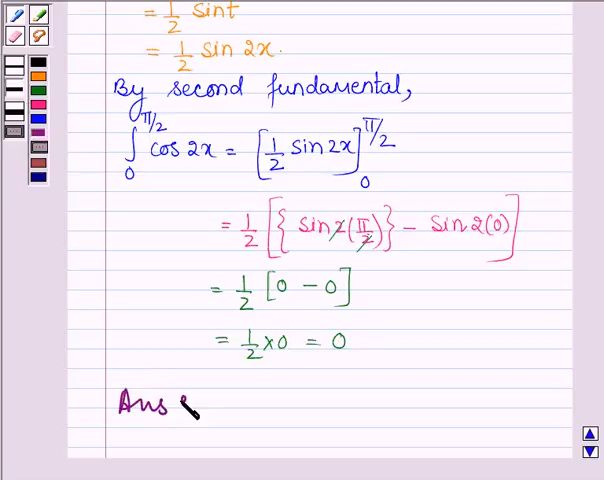 = 1/2 sint
= 1/2 sin 2x.
By second fundamental,
∫₀^π/2 cos 2x = [1/2 sin 2x]₀^π/2
= 1/2 [{ sin 2(π/2)} - sin 2(0)]
= 1/2 [0 - 0]
= 1/2 × 0 = 0
Ans